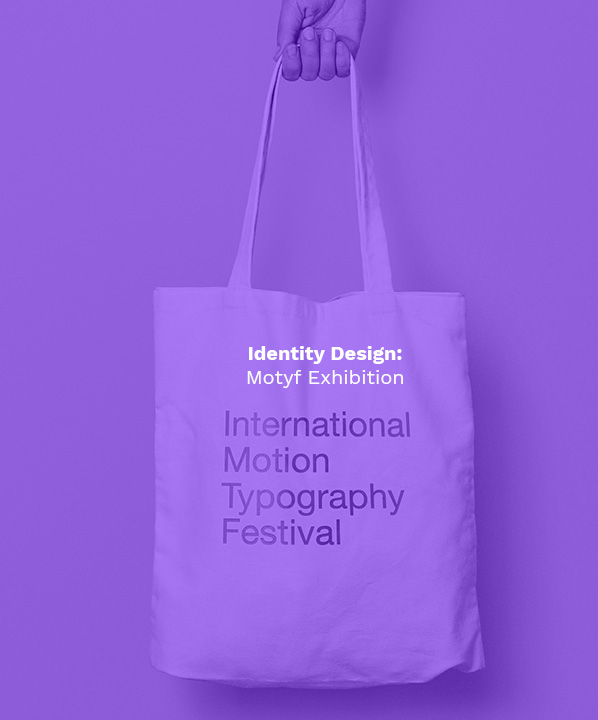 Identity Design:
Motyf Exhibition
International
Motion
Typography
Festival